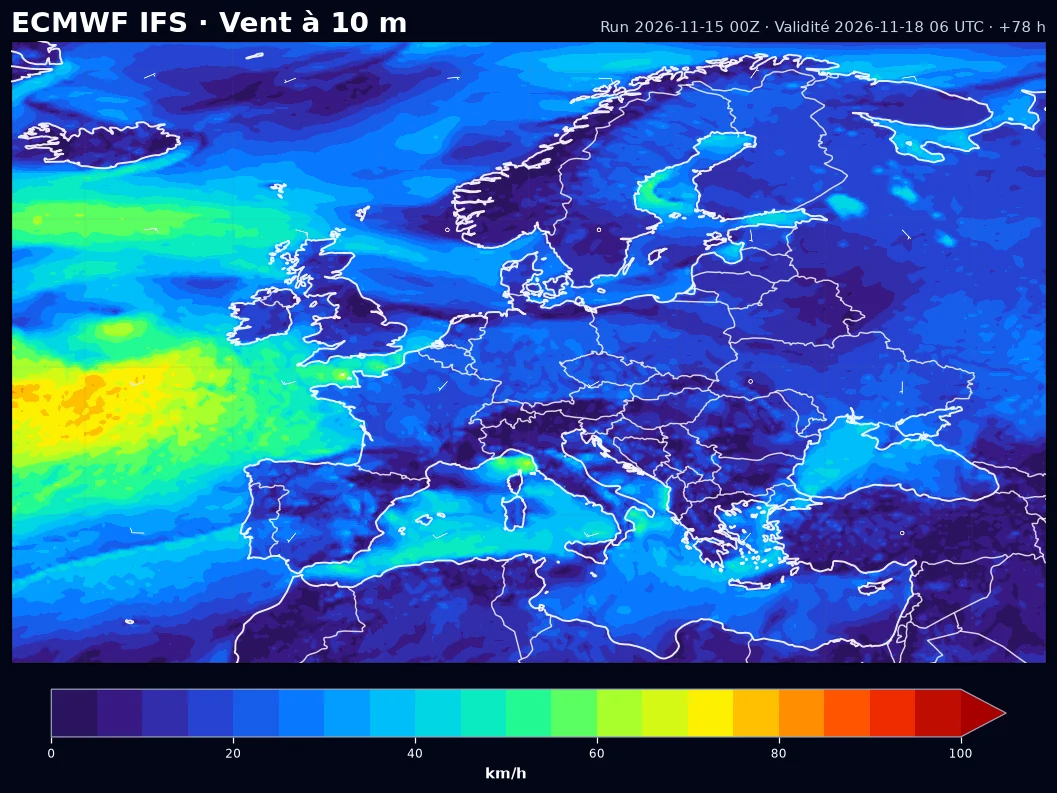 ECMWF IFS · Vent à 10 m
Run 2026-11-15 00Z · Validité 2026-11-18 06 UTC · +78 h
0 20 40 60 80 100
km/h